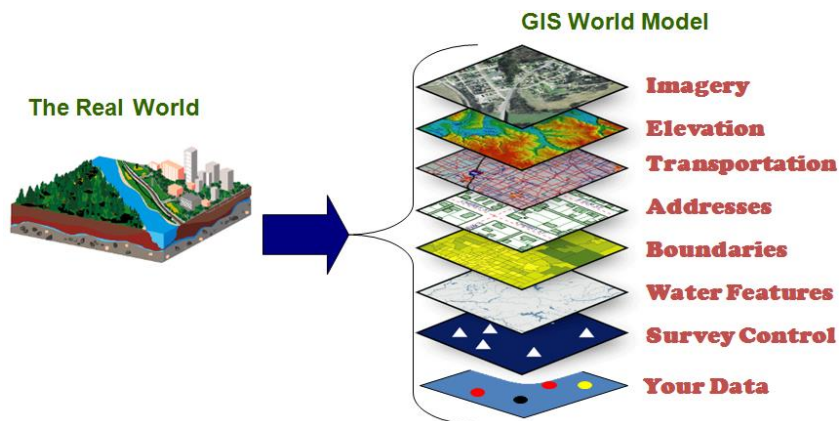 GIS World Model
The Real World
Imagery
Elevation
Transportation
Addresses
Boundaries
Water Features
Survey Control
Your Data